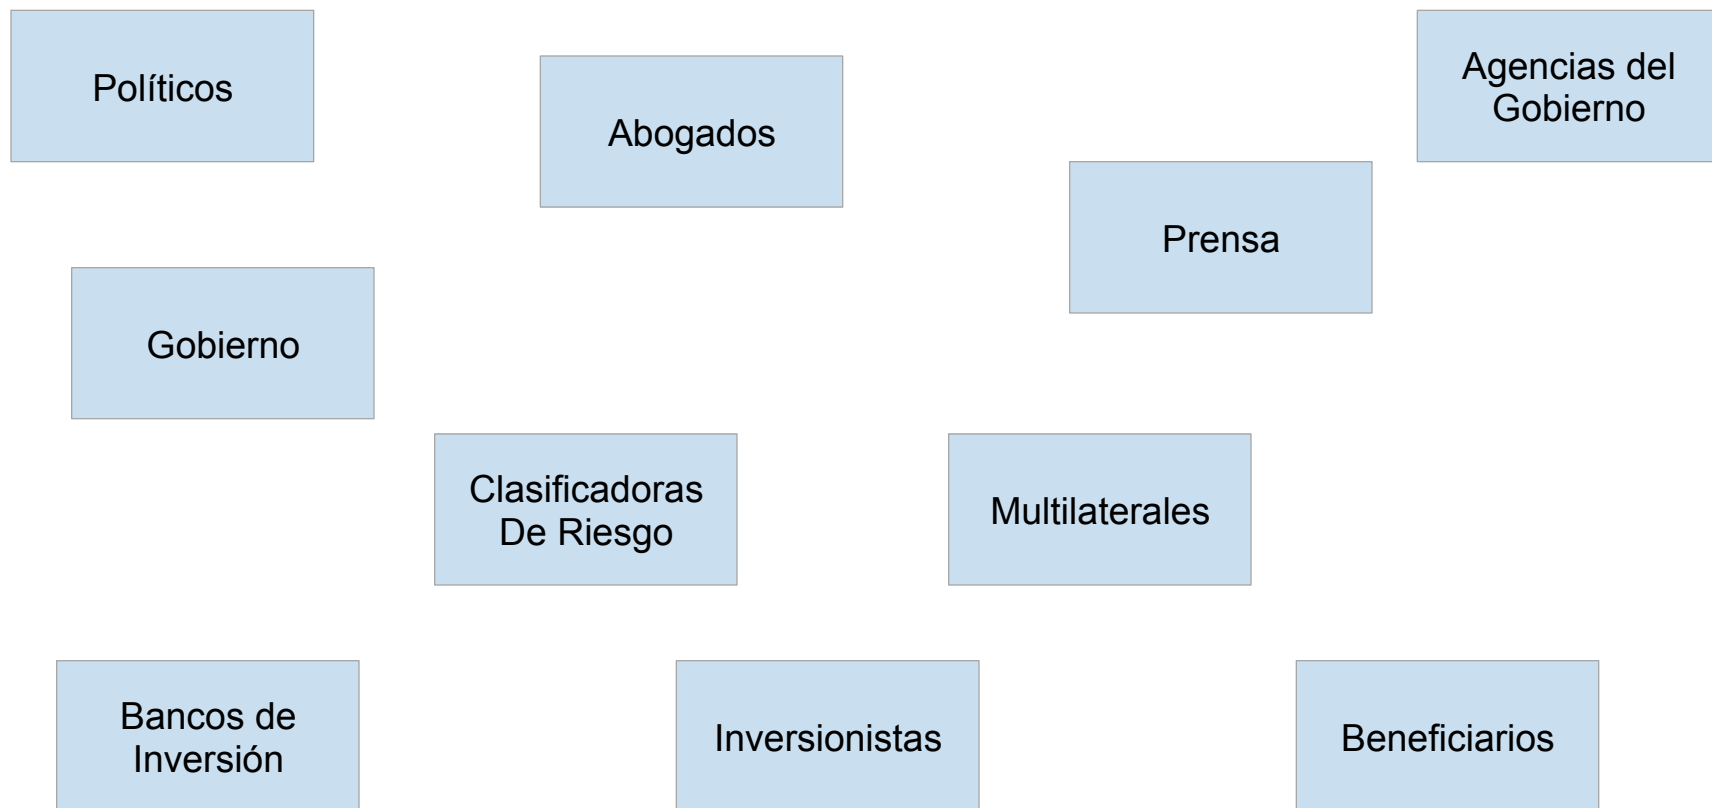 Políticos
Abogados
Agencias del
Gobierno
Prensa
Gobierno
Clasificadoras
De Riesgo
Multilaterales
Bancos de
Inversión
Inversionistas
Beneficiarios